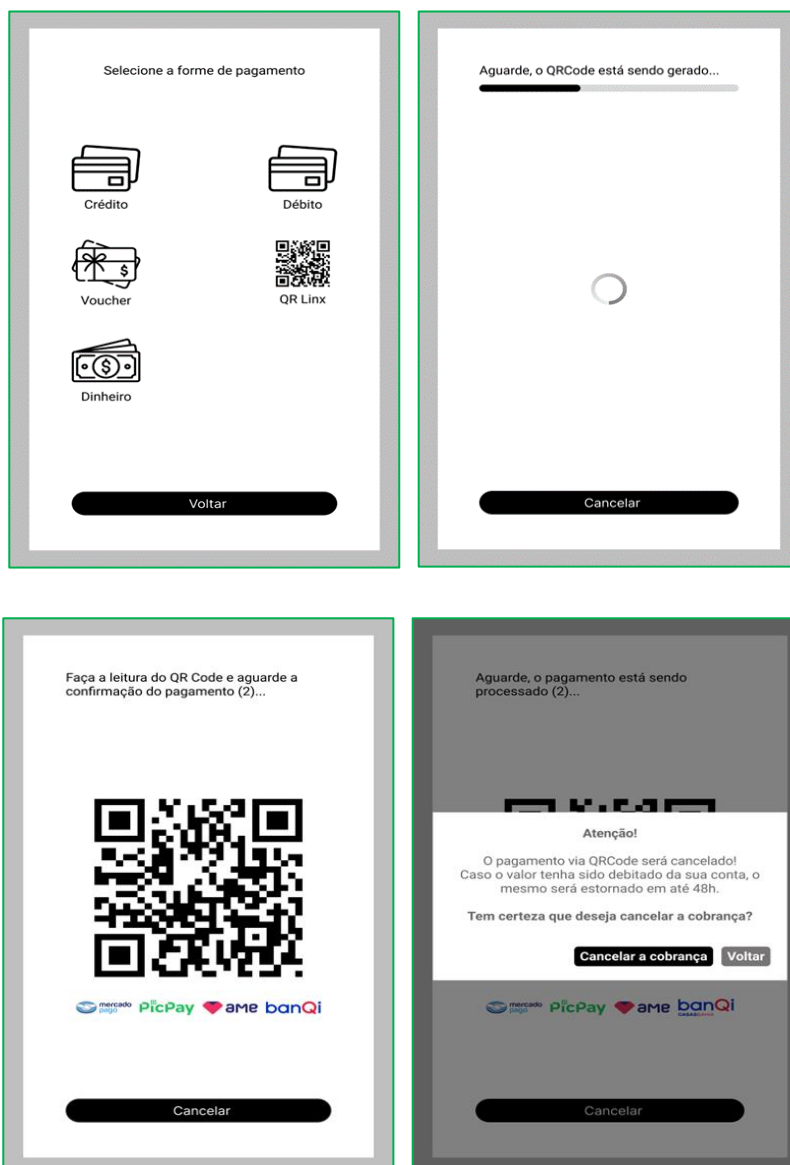 Selecione a forme de pagamento
Crédito
Débito
Voucher
QR Linx
Dinheiro
Voltar
Aguarde, o QRCode está sendo gerado...
Cancelar
Faça a leitura do QR Code e aguarde a
confirmação do pagamento (2)...
mercado
pago
PicPay
ame
banQi
Cancelar
Aguarde, o pagamento está sendo
processado (2)...
Atenção!
O pagamento via QRCode será cancelado!
Caso o valor tenha sido debitado da sua conta, o
mesmo será estornado em até 48h.
Tem certeza que deseja cancelar a cobrança?
Cancelar a cobrança
Voltar
mercado
pago
PicPay
ame
banQi
Cancelar